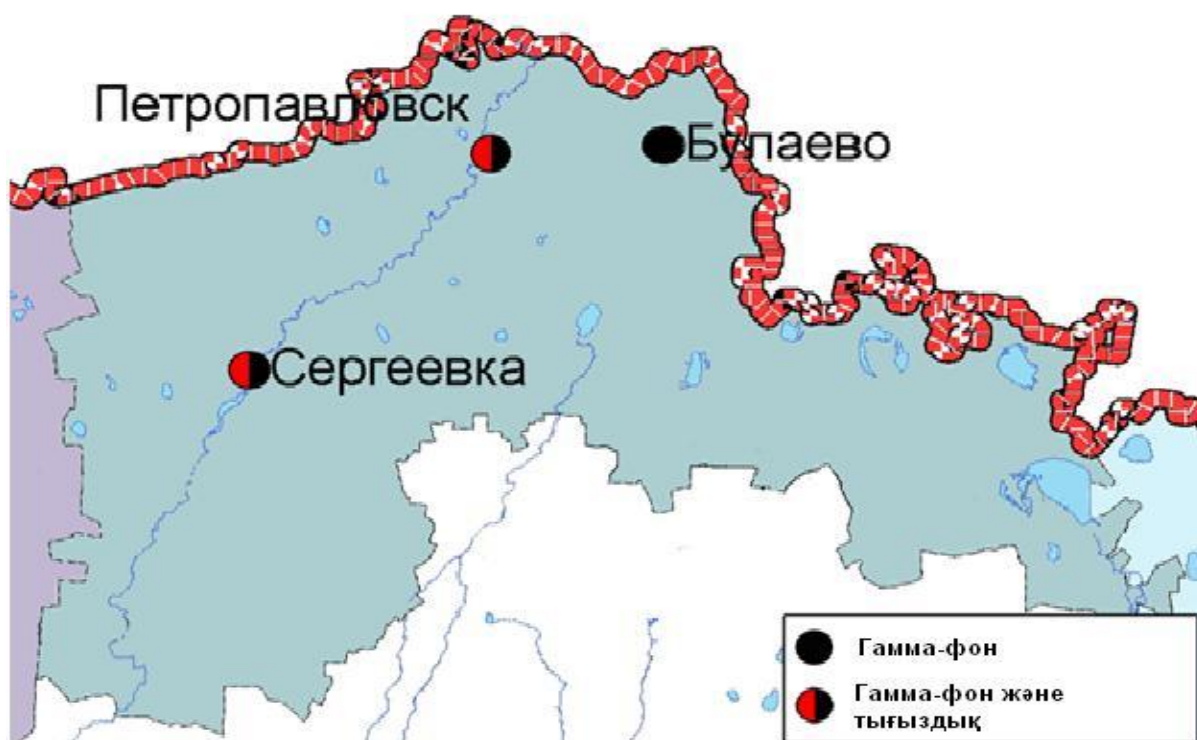 Петропавловск
Булаево
Сергеевка
Гамма-фон
Гамма-фон және
тығыздық